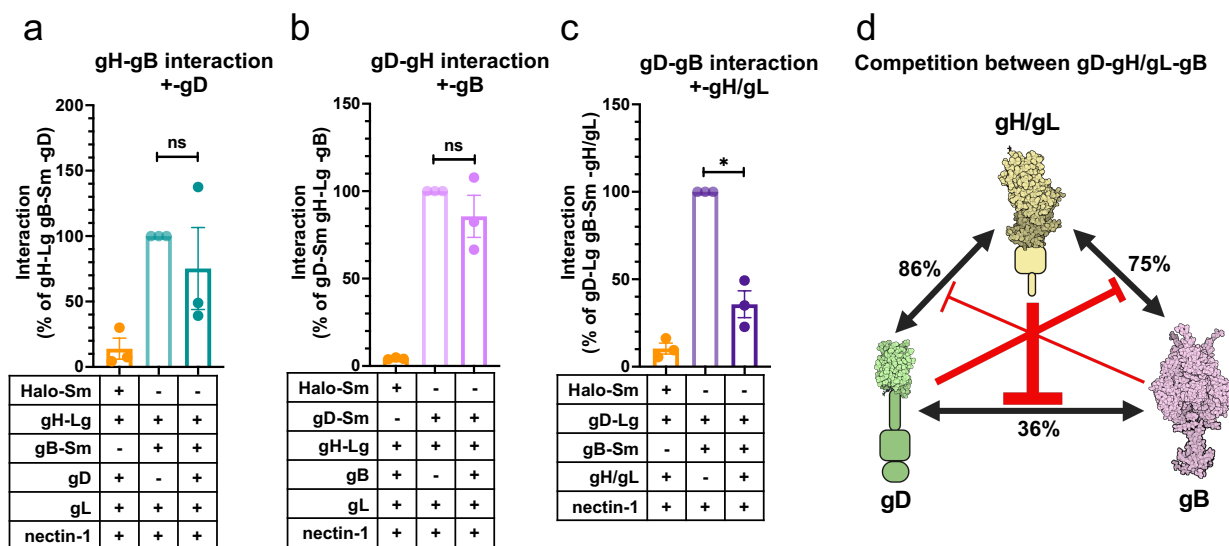 a
gH-gB interaction
+-gD
Interaction
(% of gH-Lg gB-Sm -gD)
200
150
100
50
0
ns
Halo-Sm + - -
gH-Lg + + +
gB-Sm - + +
gD + - +
gL + + +
nectin-1 + + +
b
gD-gH interaction
+-gB
Interaction
(% of gD-Sm gH-Lg -gB)
150
100
50
0
ns
Halo-Sm + - -
gD-Sm - + +
gH-Lg + + +
gB + - +
gL + + +
nectin-1 + + +
c
gD-gB interaction
+-gH/gL
Interaction
(% of gD-Lg gB-Sm -gH/gL)
150
100
50
0
*
Halo-Sm + - -
gD-Lg + + +
gB-Sm - + +
gH/gL + - +
nectin-1 + + +
d
Competition between gD-gH/gL-gB
gH/gL
86%
75%
36%
gD
gB